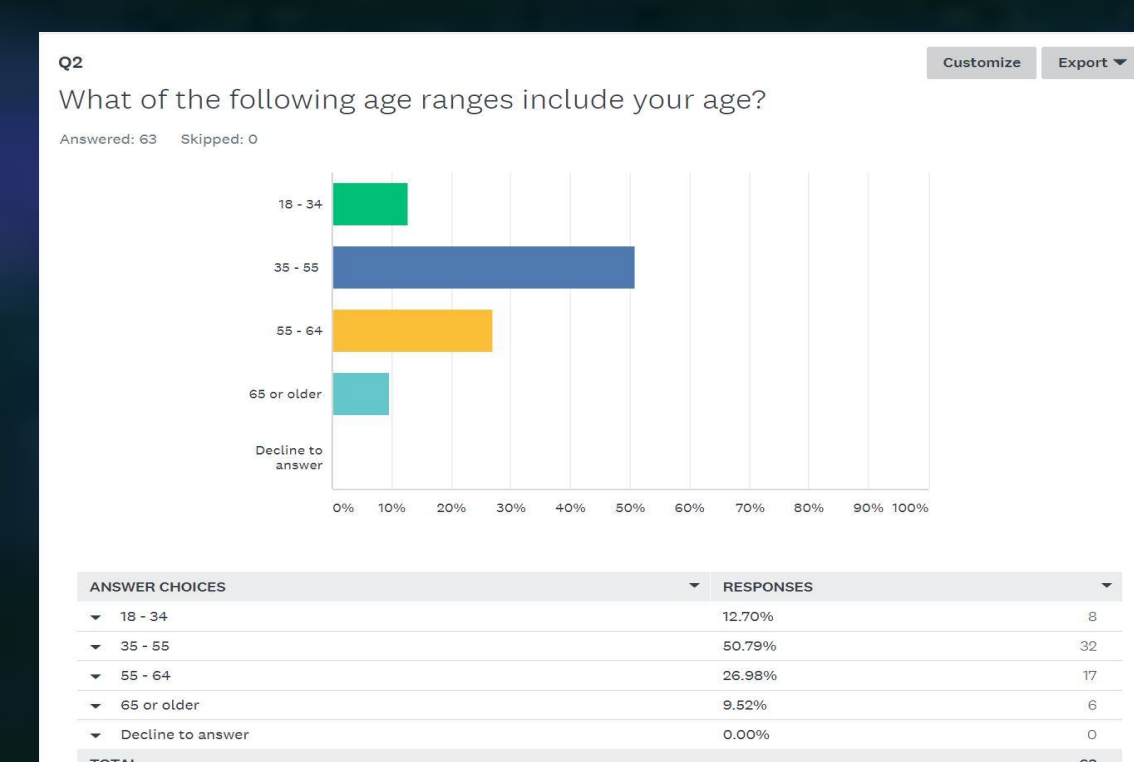 Q2
Customize Export
What of the following age ranges include your age?
Answered: 63 Skipped: 0
18 - 34
35 - 55
55 - 64
65 or older
Decline to
answer
0% 10% 20% 30% 40% 50% 60% 70% 80% 90% 100%
ANSWER CHOICES RESPONSES
18 - 34 12.70% 8
35 - 55 50.79% 32
55 - 64 26.98% 17
65 or older 9.52% 6
Decline to answer 0.00% 0
TOTAL 63